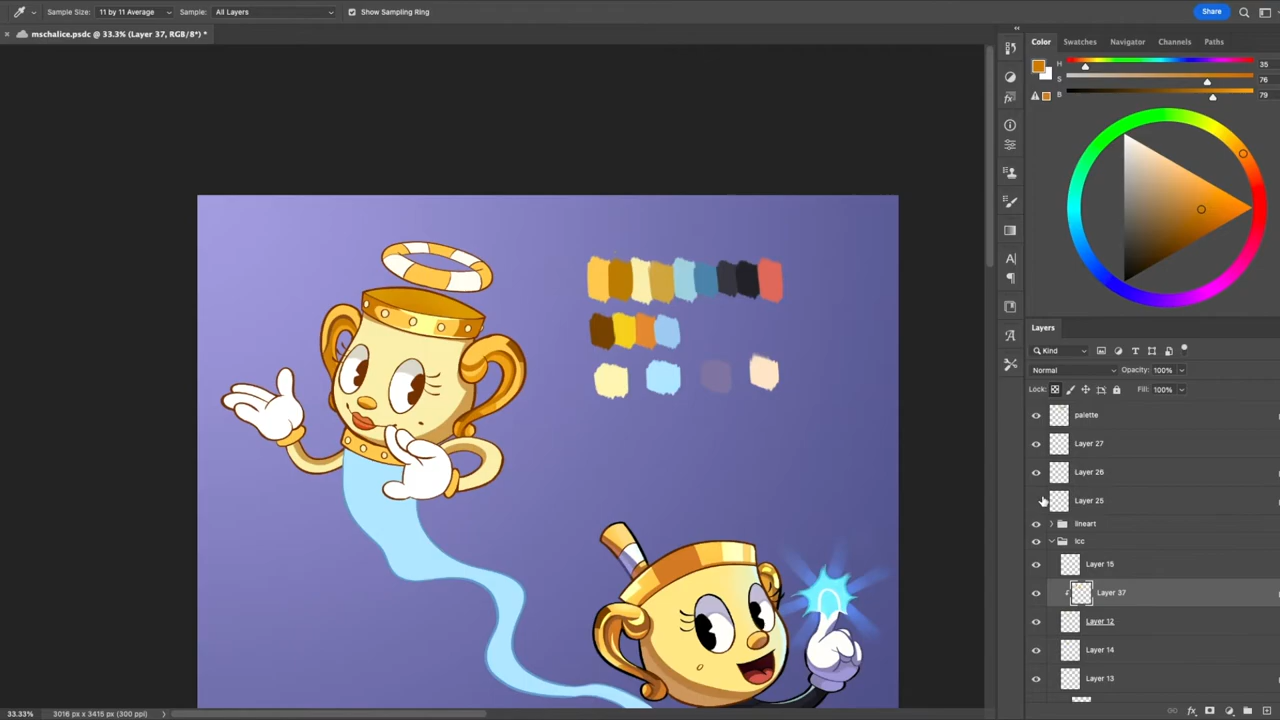 Sample Size: 11 by 11 Average Sample: All Layers Show Sampling Ring Share
mschalice.psdc @ 33.3% (Layer 37, RGB/8*) *
Color Swatches Navigator Channels Paths
H 35
S 76
B 79
Layers
Kind
Normal Opacity: 100%
Lock: Fill: 100%
palette
Layer 27
Layer 26
Layer 25
lineart
lcc
Layer 15
Layer 37
Layer 12
Layer 14
Layer 13
33.33% 3016 px x 3415 px (300 ppi)